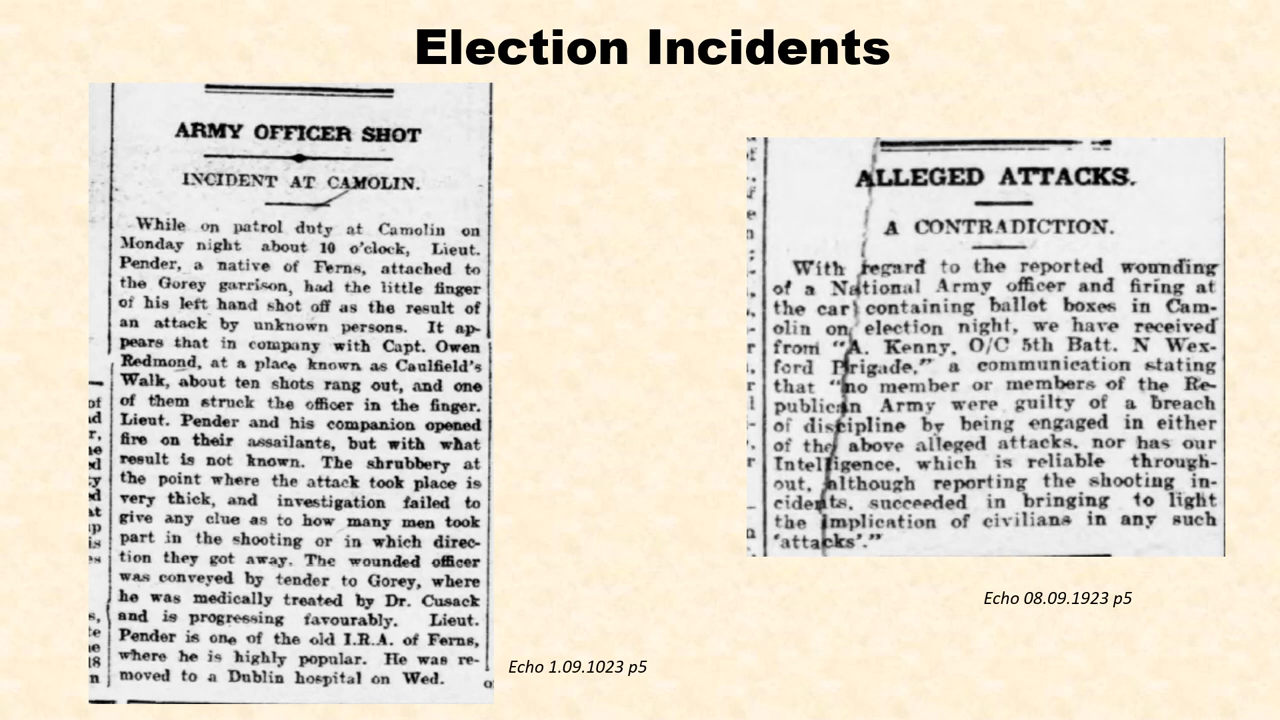 Election Incidents
ARMY OFFICER SHOT
INCIDENT AT CAMOLIN.
While on patrol duty at Camolin on
Monday night about 10 o'clock, Lieut.
Pender, a native of Ferns, attached to
the Gorey garrison, had the little finger
of his left hand shot off as the result of
an attack by unknown persons. It ap-
pears that in company with Capt. Owen
Redmond, at a place known as Caulfield's
Walk, about ten shots rang out, and one
of them struck the officer in the finger.
Lieut. Pender and his companion opened
fire on their assailants, but with what
result is not known. The shrubbery at
the point where the attack took place is
very thick, and investigation failed to
give any clue as to how many men took
part in the shooting or in which direc-
tion they got away. The wounded officer
was conveyed by tender to Gorey, where
he was medically treated by Dr. Cusack
and is progressing favourably. Lieut.
Pender is one of the old I.R.A. of Ferns,
where he is highly popular. He was re-
moved to a Dublin hospital on Wed.
Echo 1.09.1023 p5
ALLEGED ATTACKS.
A CONTRADICTION.
With regard to the reported wounding
of a National Army officer and firing at
the car containing ballot boxes in Cam-
olin on election night, we have received
from "A. Kenny, O/C 5th Batt. N Wex-
ford Brigade," a communication stating
that "no member or members of the Re-
publican Army were guilty of a breach
of discipline by being engaged in either
of the above alleged attacks, nor has our
Intelligence, which is reliable through-
out, although reporting the shooting in-
cidents, succeeded in bringing to light
the implication of civilians in any such
'attacks'."
Echo 08.09.1923 p5